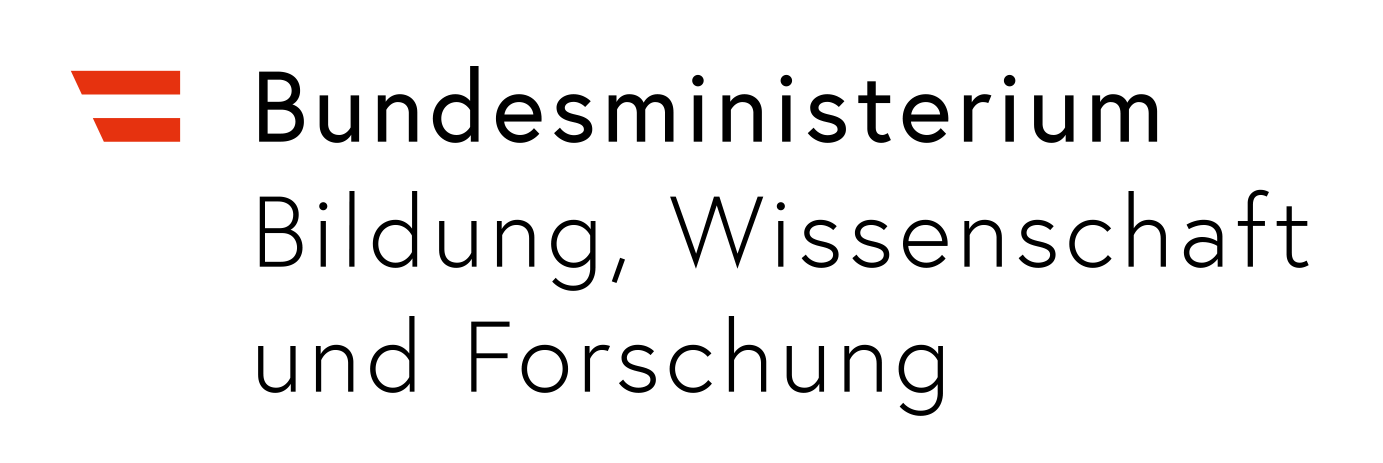 Bundesministerium
Bildung, Wissenschaft
und Forschung